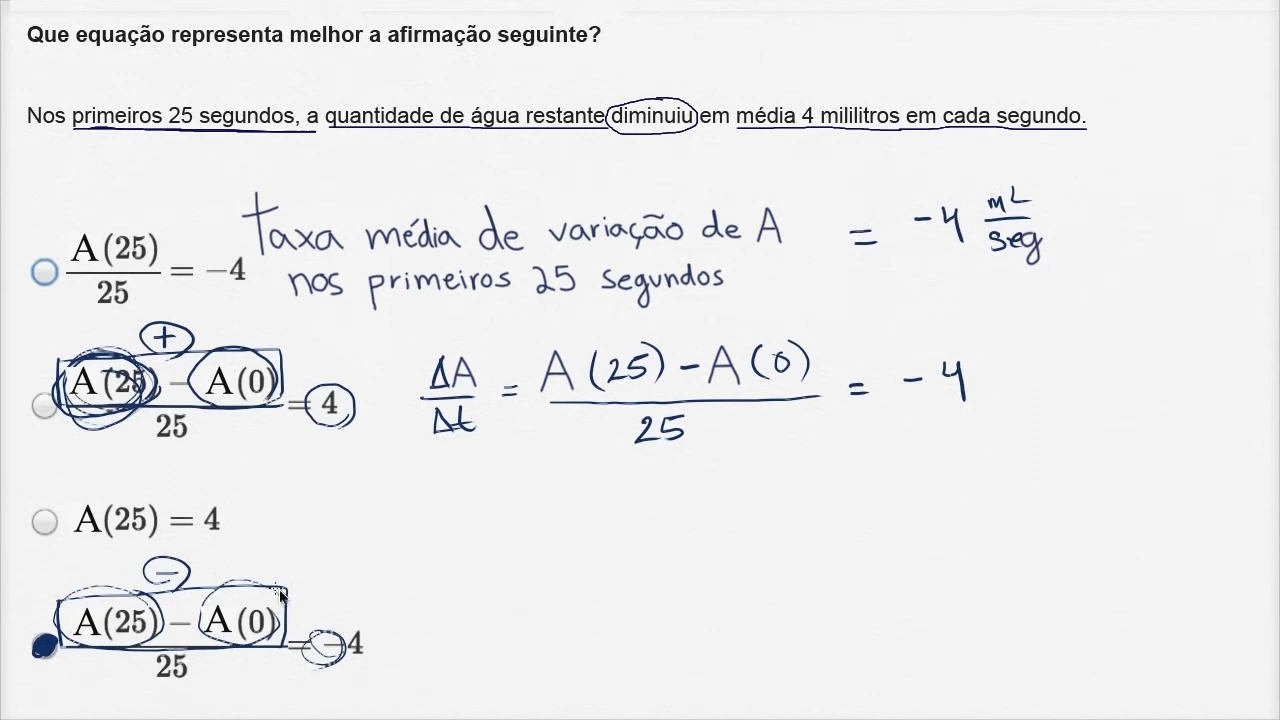 Que equação representa melhor a afirmação seguinte?
Nos primeiros 25 segundos, a quantidade de água restante diminuiu em média 4 mililitros em cada segundo.
A(25)/25 = −4
Taxa média de variação de A = -4 mL/seg
nos primeiros 25 segundos
+
A(25) − A(0)/25 = 4
ΔA/Δt = A(25) - A(0)/25 = -4
A(25) = 4
−
A(25) − A(0)/25 = −4